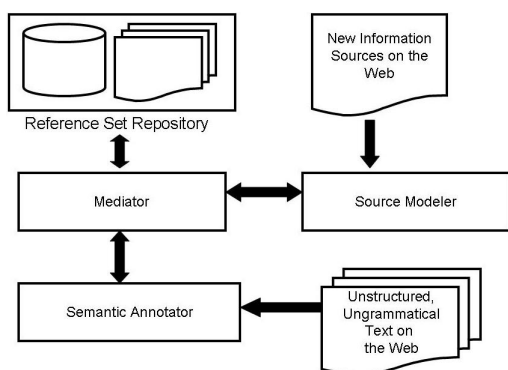 New Information
Sources on the
Web
Reference Set Repository
Mediator
Source Modeler
Semantic Annotator
Unstructured,
Ungrammatical
Text on
the Web